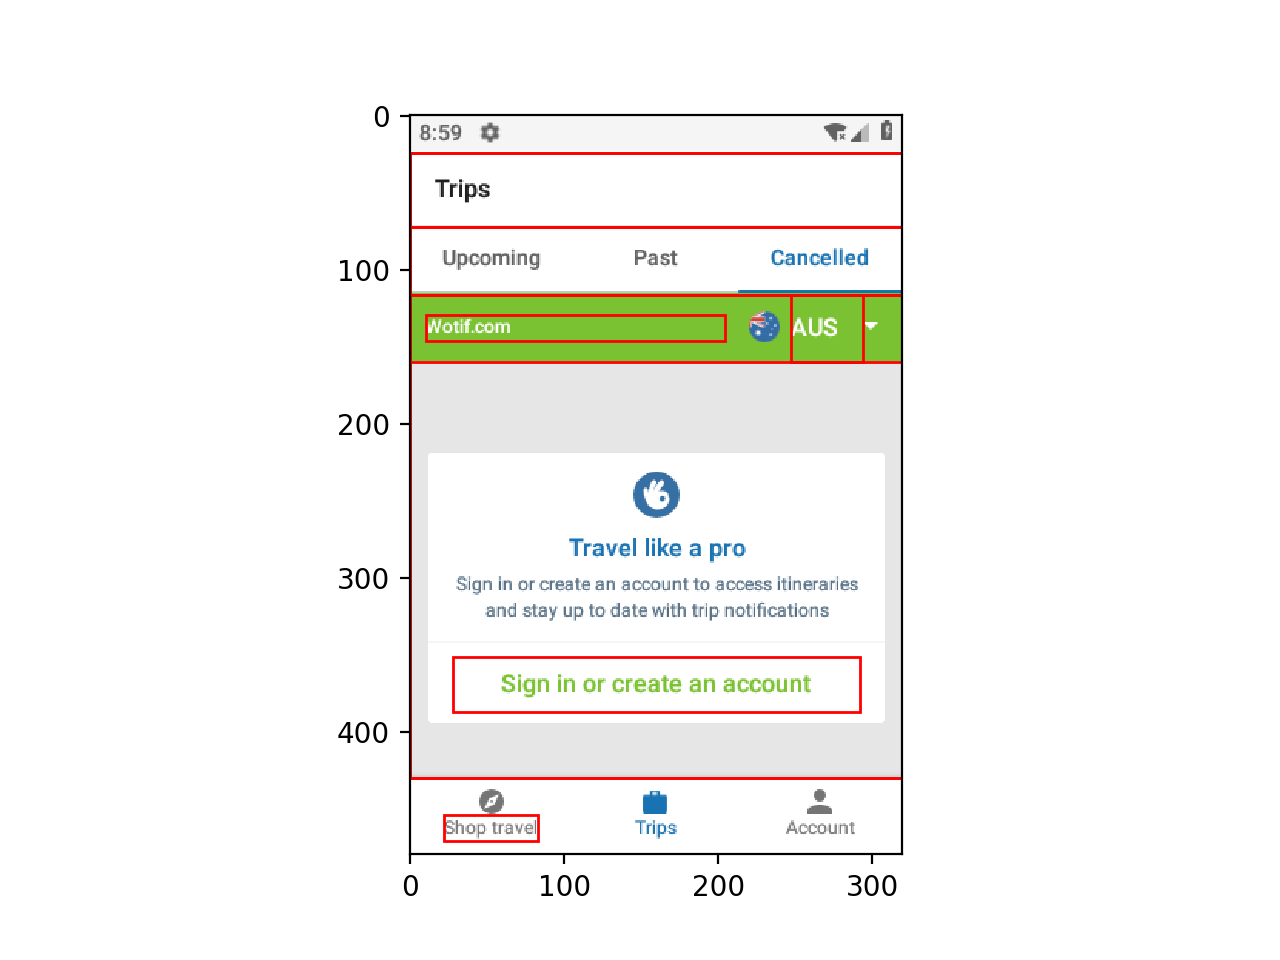 0
8:59
Trips
100
Upcoming Past Cancelled
Wotif.com AUS
200
Travel like a pro
300
Sign in or create an account to access itineraries
and stay up to date with trip notifications
Sign in or create an account
400
Shop travel Trips Account
0 100 200 300